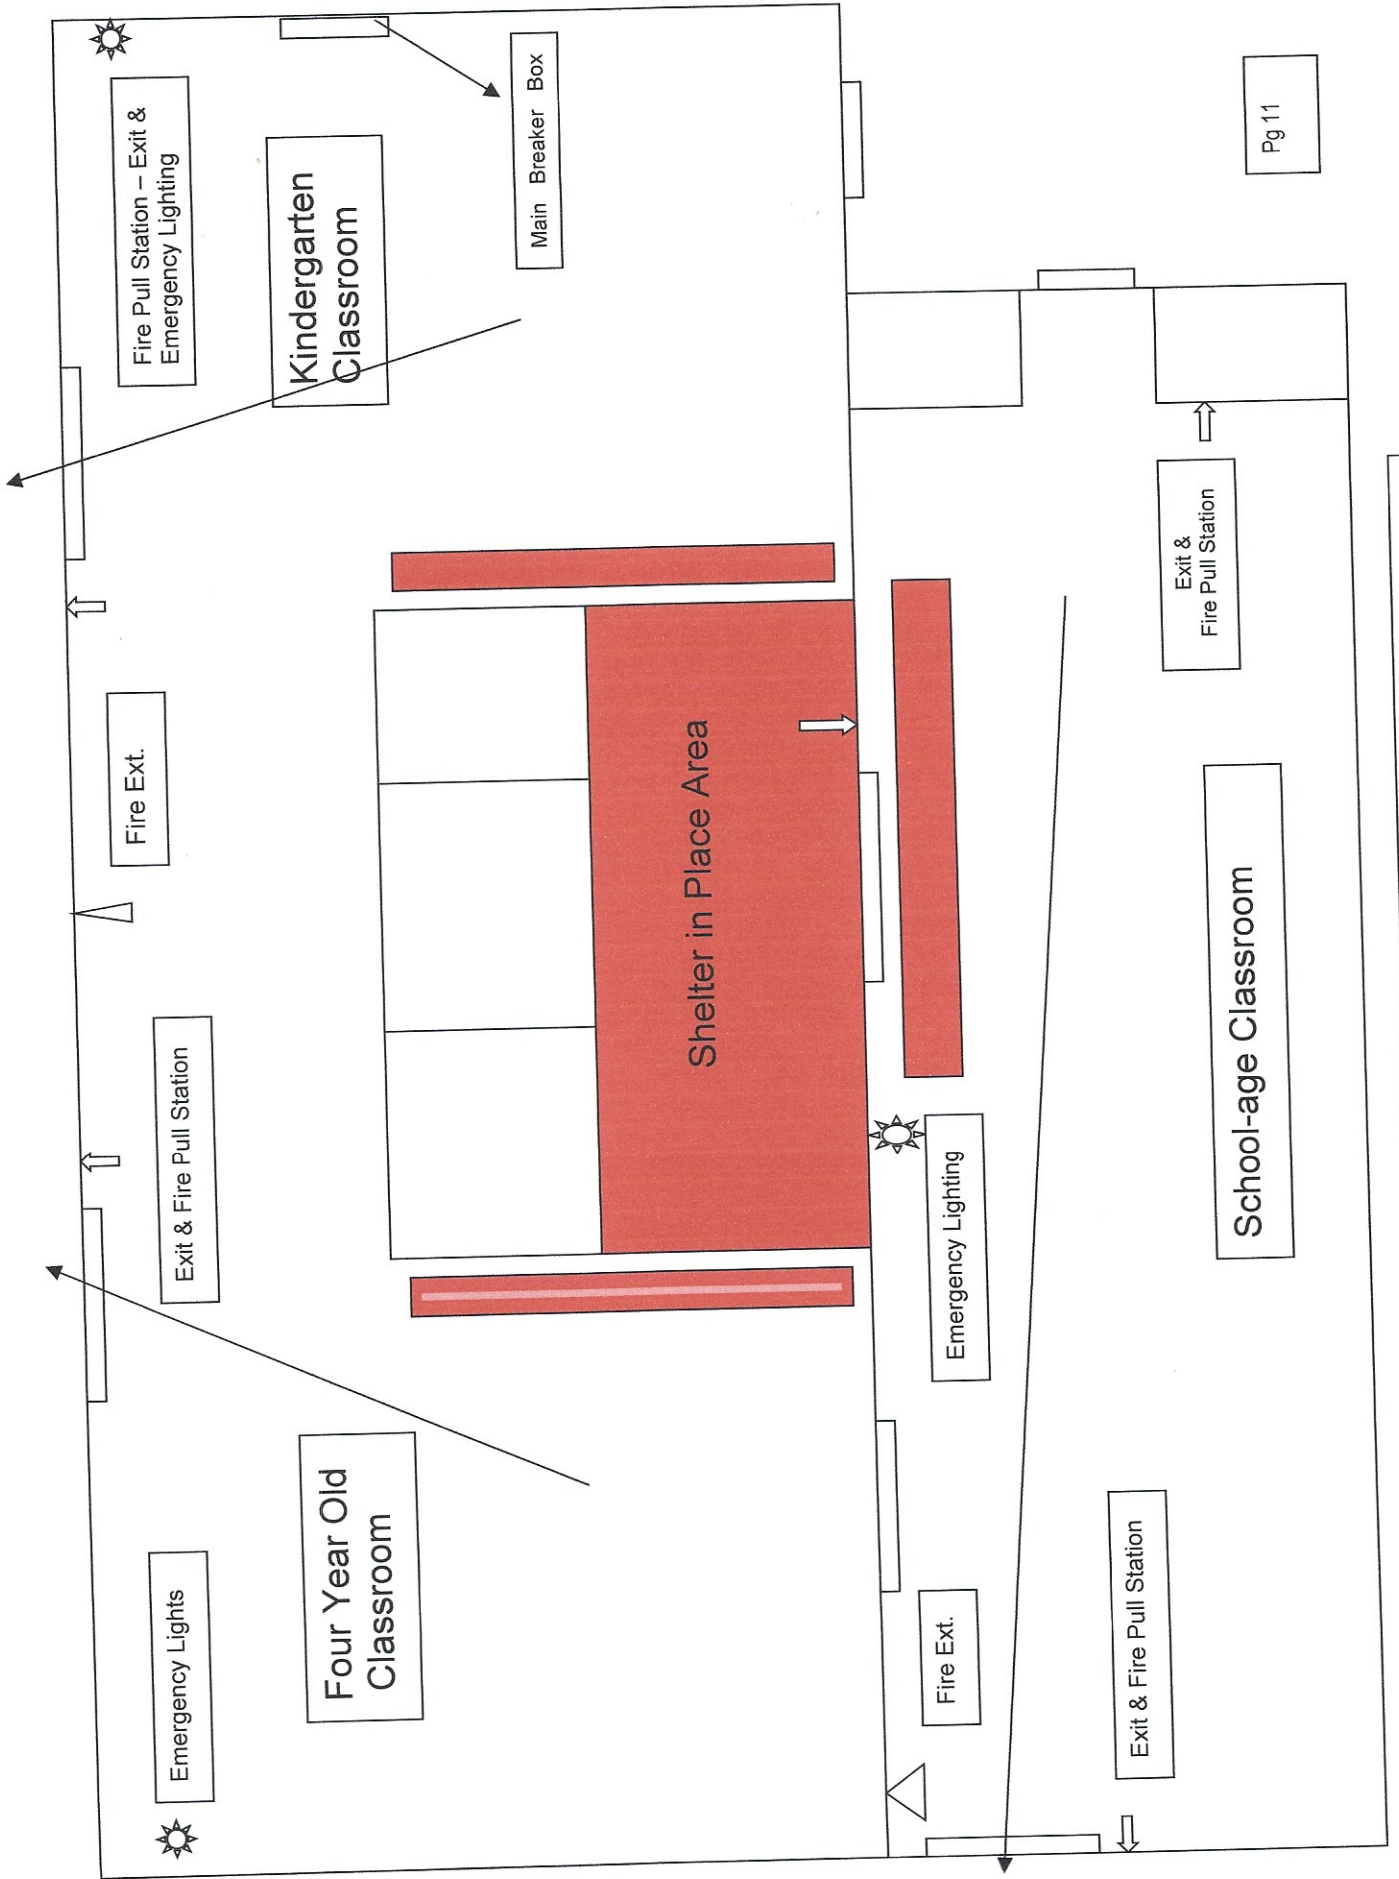 Emergency Lights
Exit & Fire Pull Station
Fire Ext.
Fire Pull Station – Exit &
Emergency Lighting
Four Year Old
Classroom
Kindergarten
Classroom
Main Breaker Box
Shelter in Place Area
Fire Ext.
Emergency Lighting
Exit & Fire Pull Station
School-age Classroom
Exit &
Fire Pull Station
Pg 11